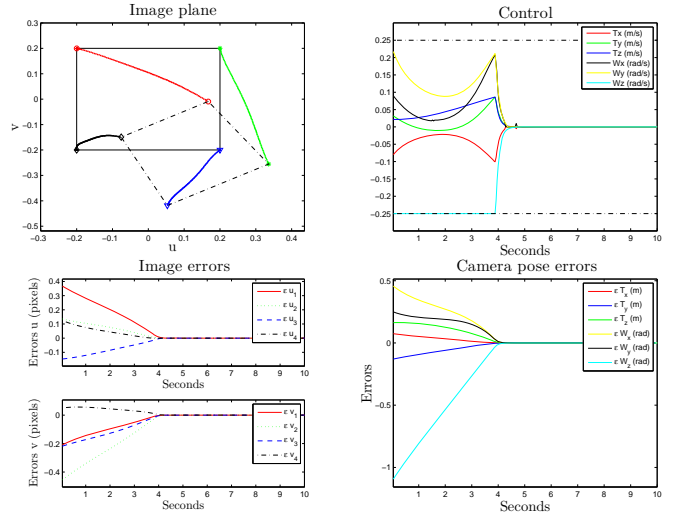 Image plane
0.4
0.3
0.2
0.1
0
−0.1
−0.2
−0.3
−0.4
−0.5
v
−0.3
−0.2
−0.1
0
0.1
0.2
0.3
0.4
u
Control
0.25
0.2
0.15
0.1
0.05
0
−0.05
−0.1
−0.15
−0.2
−0.25
Tx (m/s)
Ty (m/s)
Tz (m/s)
Wx (rad/s)
Wy (rad/s)
Wz (rad/s)
1 2 3 4 5 6 7 8 9 10
Seconds
Image errors
Errors u (pixels)
0.4
0.3
0.2
0.1
0
−0.1
ε u1
ε u2
ε u3
ε u4
1 2 3 4 5 6 7 8 9 10
Seconds
Errors v (pixels)
0
−0.2
−0.4
ε v1
ε v2
ε v3
ε v4
1 2 3 4 5 6 7 8 9 10
Seconds
Camera pose errors
Errors
0.5
0
−0.5
−1
ε Tx (m)
ε Ty (m)
ε Tz (m)
ε Wx (rad)
ε Wy (rad)
ε Wz (rad)
1 2 3 4 5 6 7 8 9 10
Seconds